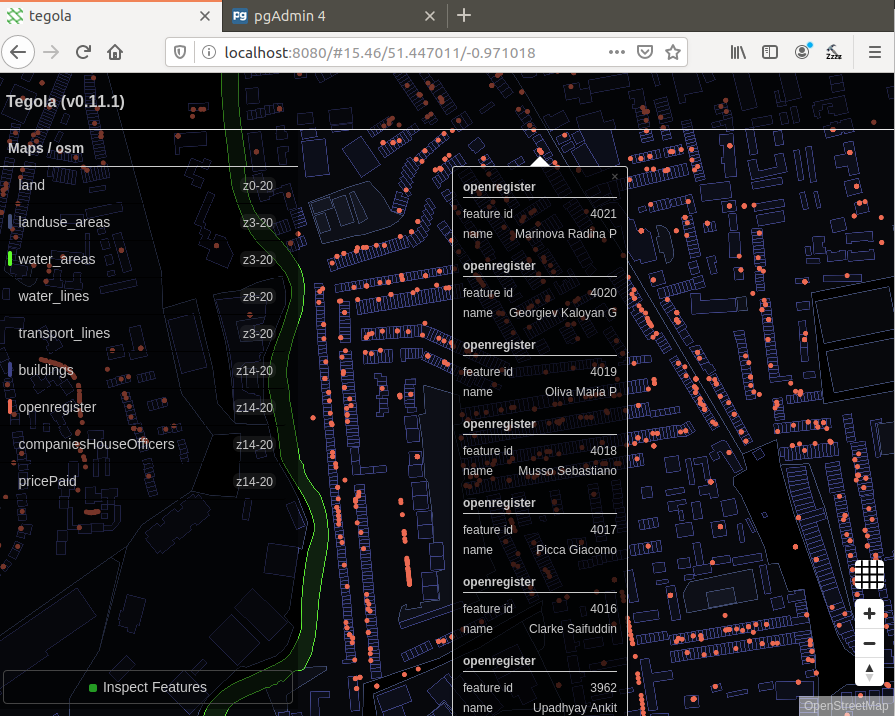 tegola
pgAdmin 4
localhost:8080/#15.46/51.447011/-0.971018
Zzzz
Tegola (v0.11.1)
Maps / osm
land z0-20
landuse_areas z3-20
water_areas z3-20
water_lines z8-20
transport_lines z3-20
buildings z14-20
openregister z14-20
companiesHouseOfficers z14-20
pricePaid z14-20
Inspect Features
×
openregister
feature id 4021
name Marinova Radina P
openregister
feature id 4020
name Georgiev Kaloyan G
openregister
feature id 4019
name Oliva Maria P
openregister
feature id 4018
name Musso Sebastiano
openregister
feature id 4017
name Picca Giacomo
openregister
feature id 4016
name Clarke Saifuddin
openregister
feature id 3962
name Upadhyay Ankit
OpenStreetMap